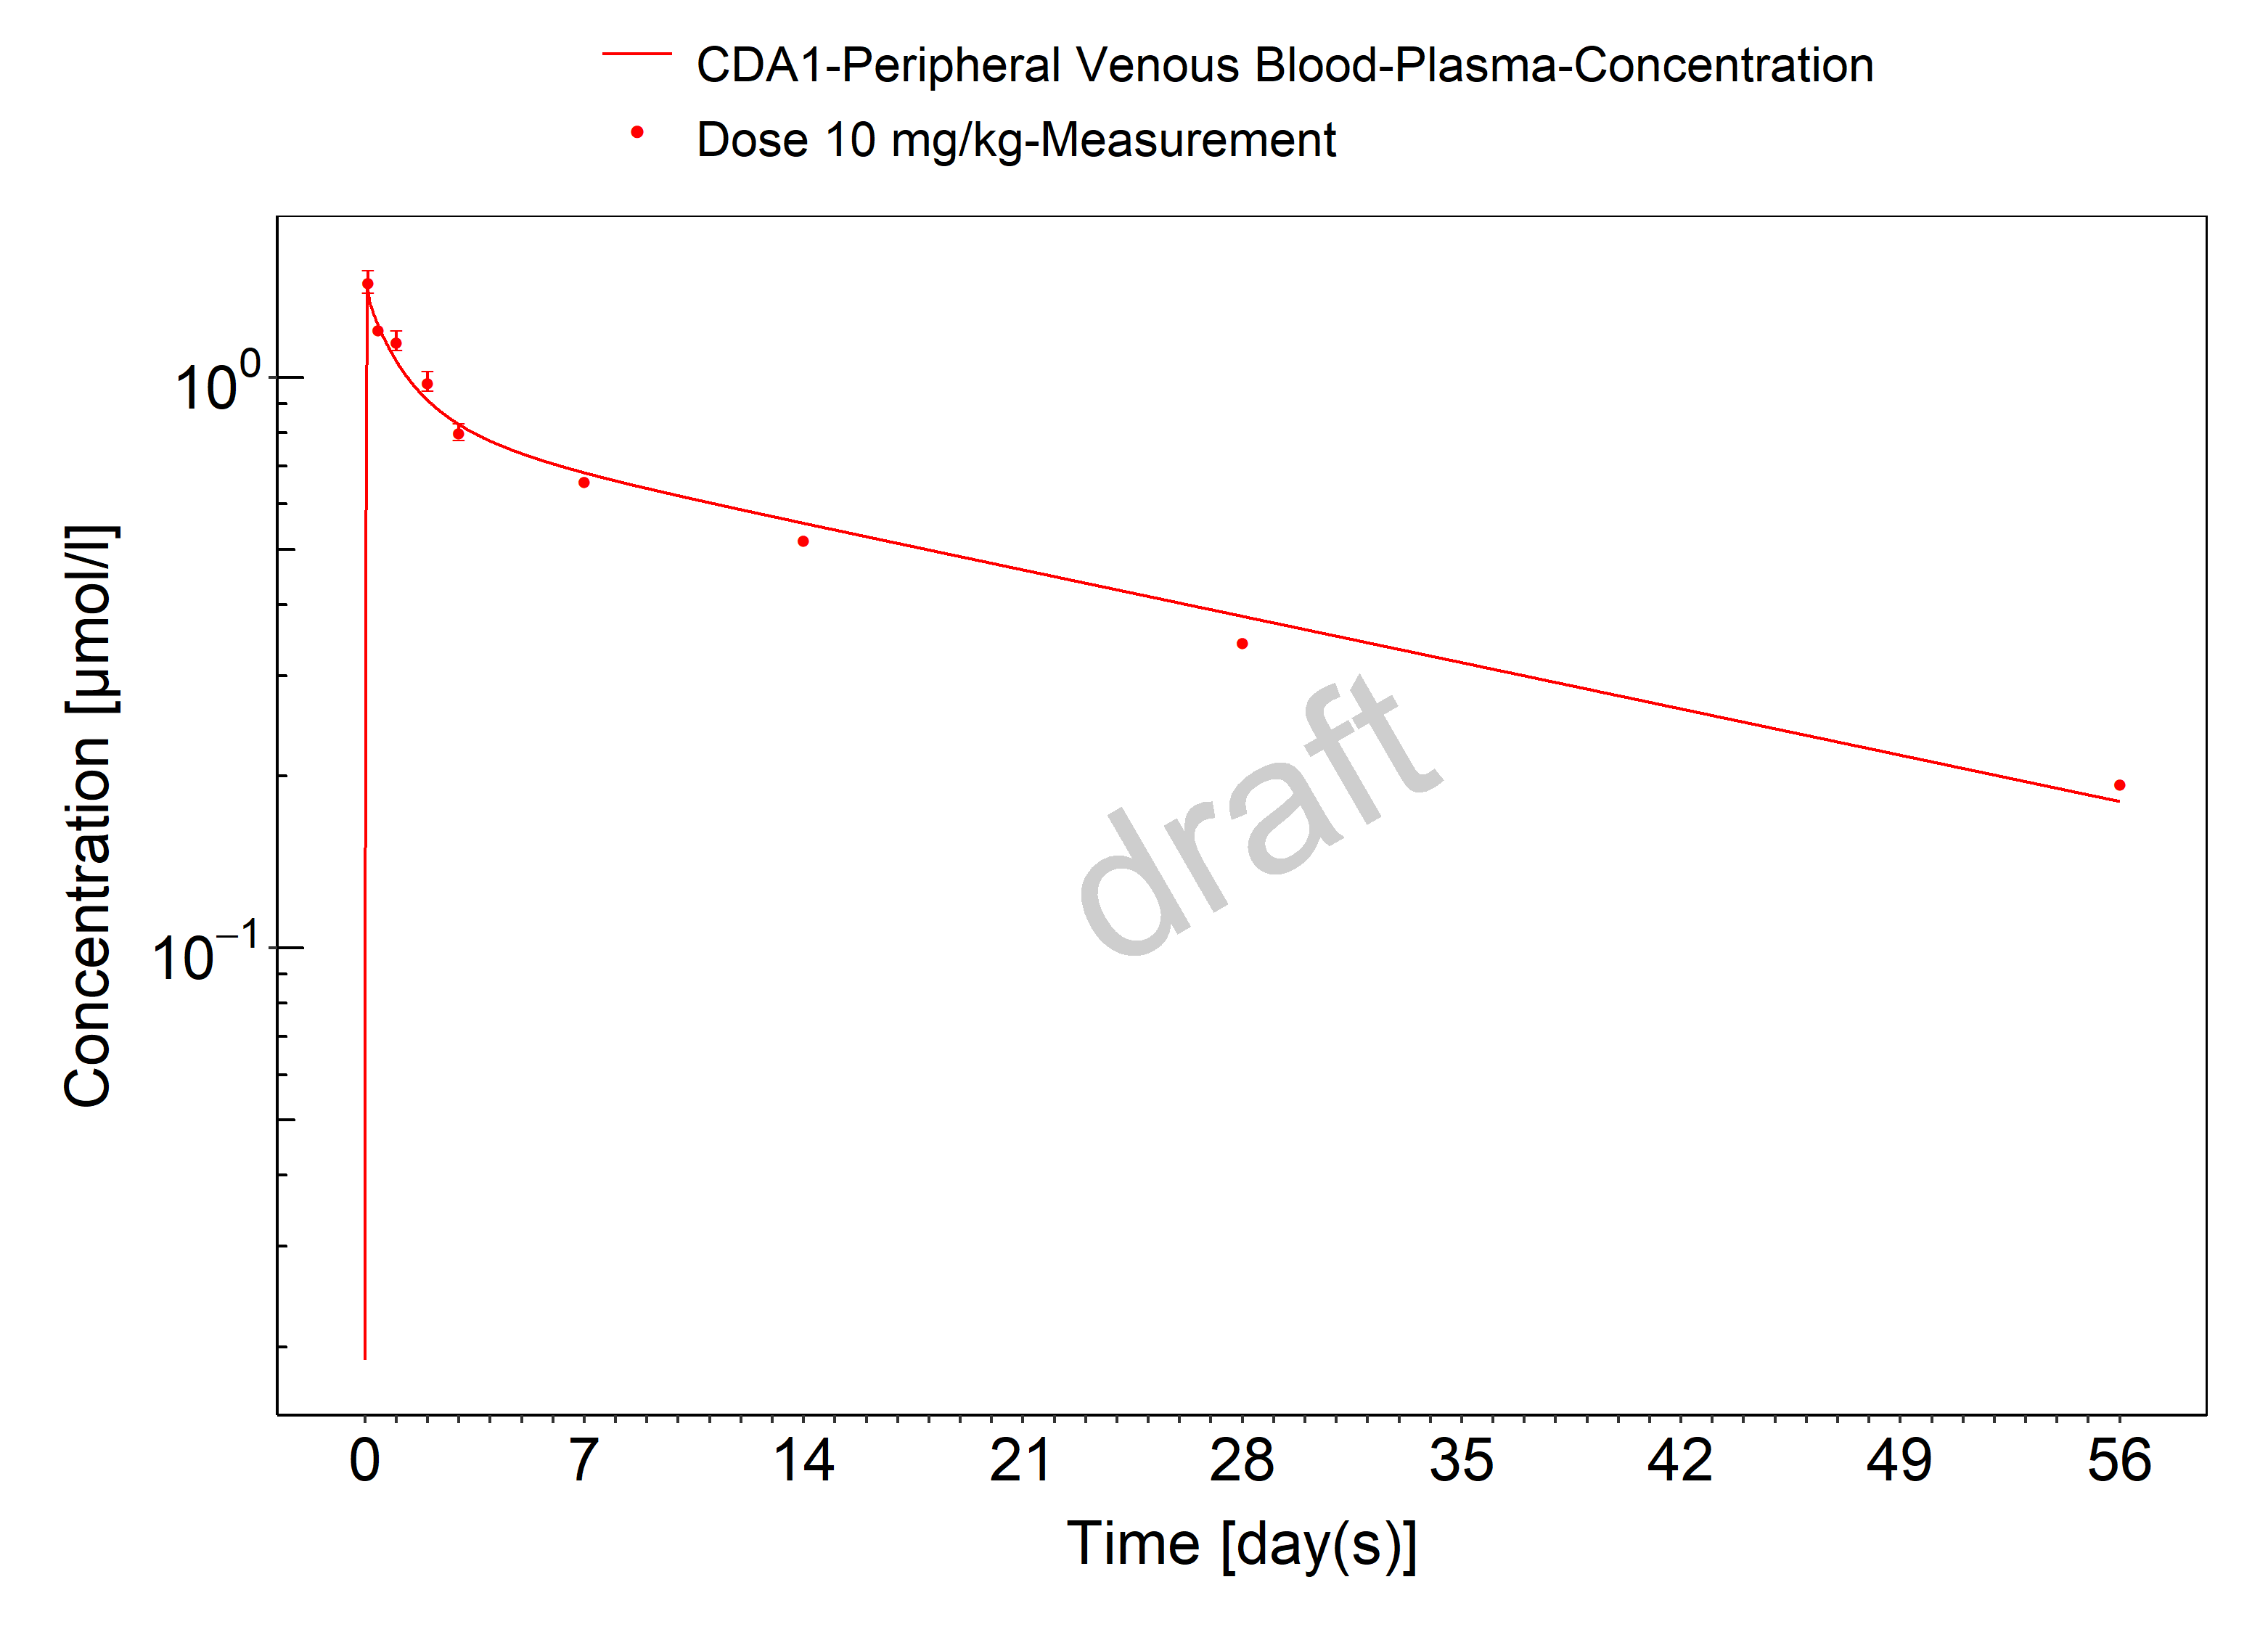 CDA1-Peripheral Venous Blood-Plasma-Concentration
Dose 10 mg/kg-Measurement
Concentration [µmol/l]
10⁰
10⁻¹
draft
0 7 14 21 28 35 42 49 56
Time [day(s)]